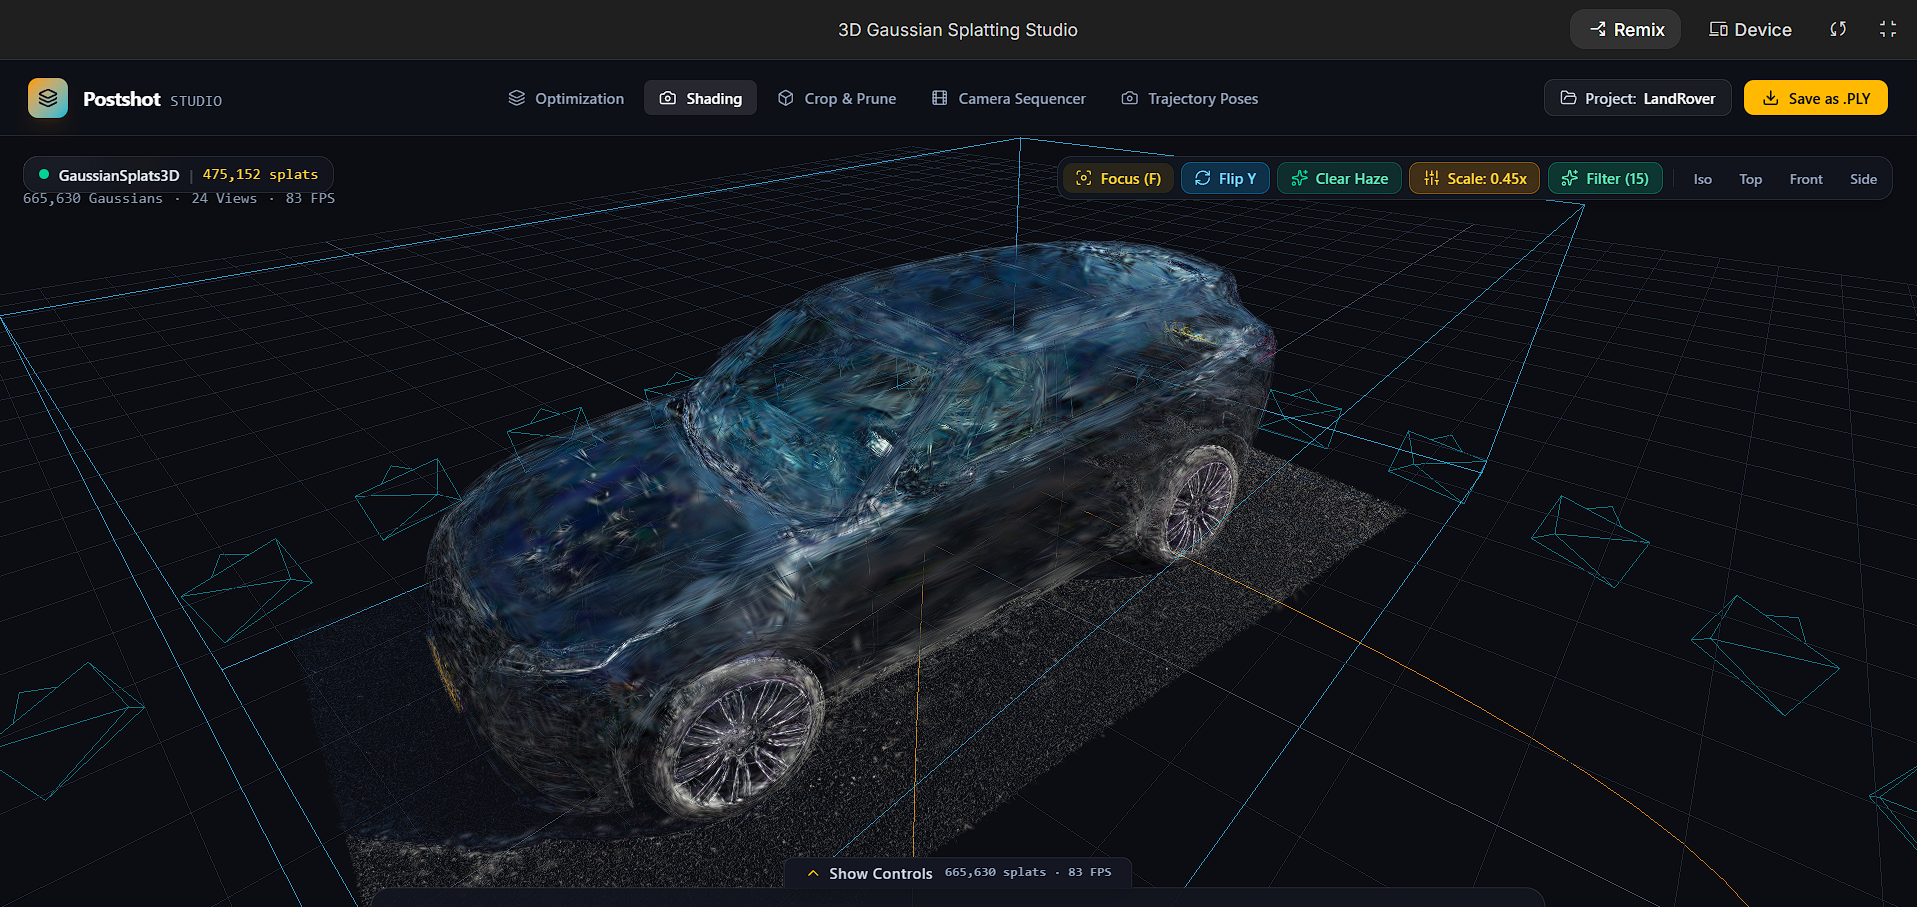 3D Gaussian Splatting Studio
Remix
Device
Postshot STUDIO
Optimization
Shading
Crop & Prune
Camera Sequencer
Trajectory Poses
Project: LandRover
Save as .PLY
GaussianSplats3D | 475,152 splats
665,630 Gaussians · 24 Views · 83 FPS
Focus (F)
Flip Y
Clear Haze
Scale: 0.45x
Filter (15)
Iso
Top
Front
Side
Show Controls 665,630 splats · 83 FPS